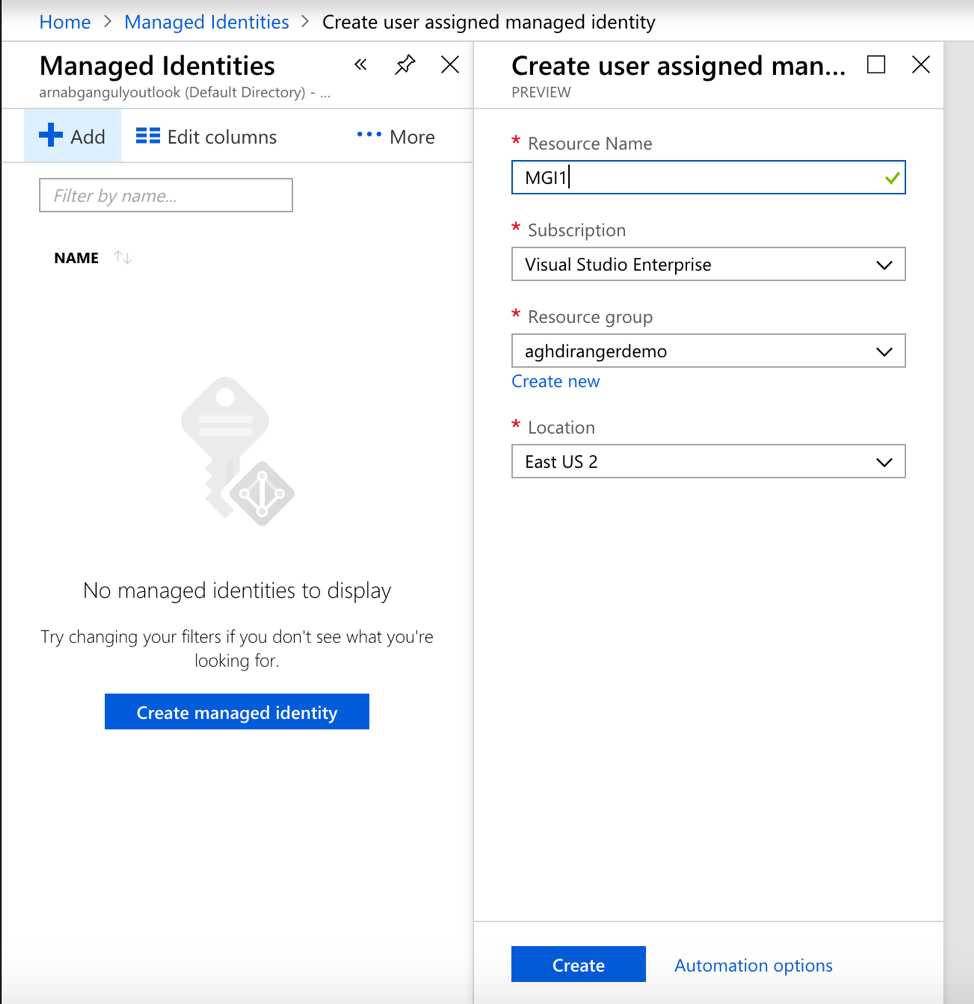 Home > Managed Identities > Create user assigned managed identity
Managed Identities
arnabgangulyoutlook (Default Directory) - ...
Add
Edit columns
More
Filter by name...
NAME
No managed identities to display
Try changing your filters if you don't see what you're
looking for.
Create managed identity
Create user assigned man...
PREVIEW
* Resource Name
MGI1
* Subscription
Visual Studio Enterprise
* Resource group
aghdirangerdemo
Create new
* Location
East US 2
Create
Automation options